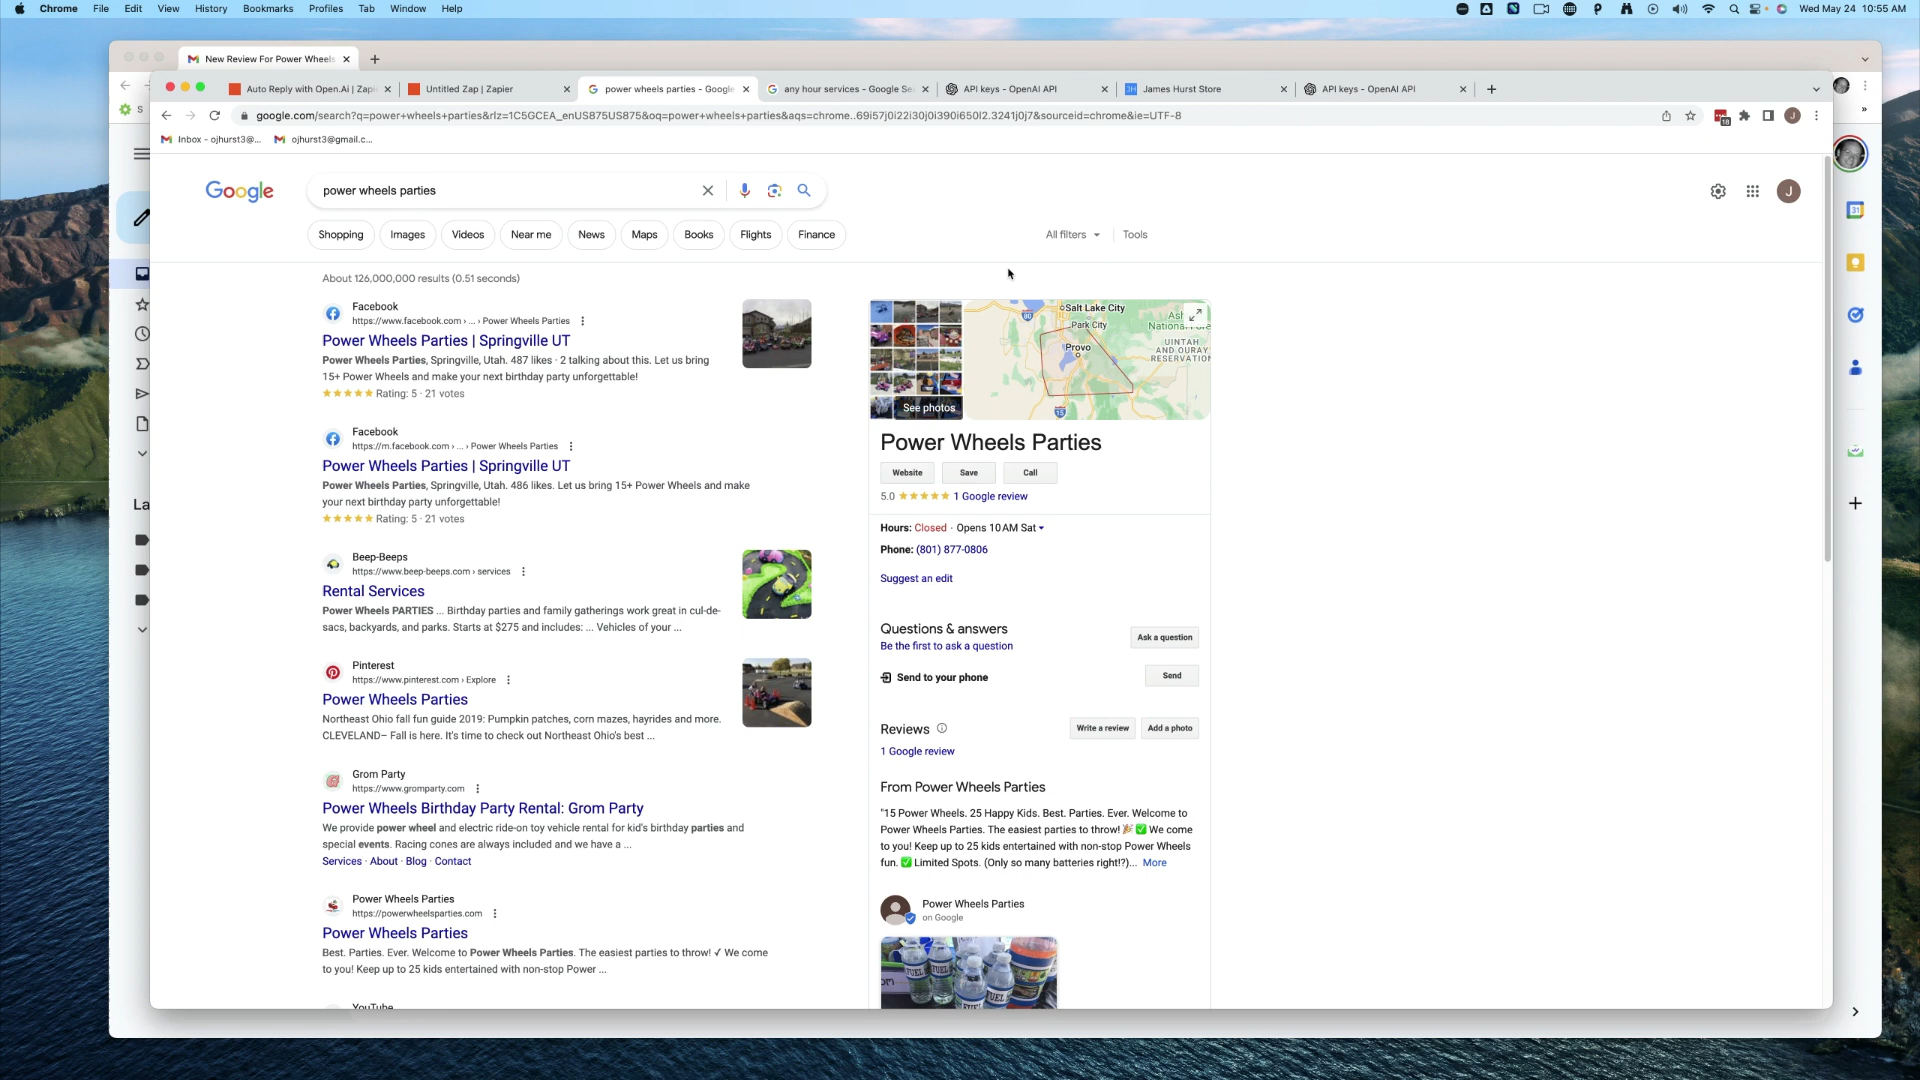 Chrome File Edit View History Bookmarks Profiles Tab Window Help
Wed May 24 10:55 AM
New Review For Power Wheels
Auto Reply with Open.Ai | Zapi
Untitled Zap | Zapier
power wheels parties - Google
any hour services - Google Se
API keys - OpenAI API
James Hurst Store
API keys - OpenAI API
google.com/search?q=power+wheels+parties&rlz=1C5GCEA_enUS875US875&oq=power+wheels+parties&aqs=chrome..69i57j0i22i30j0i390i650l2.3241j0j7&sourceid=chrome&ie=UTF-8
S
18
J
Inbox - ojhurst3@...
ojhurst3@gmail.c...
Google
power wheels parties
J
31
Shopping
Images
Videos
Near me
News
Maps
Books
Flights
Finance
All filters
Tools
About 126,000,000 results (0.51 seconds)
Facebook
https://www.facebook.com › ... › Power Wheels Parties
Power Wheels Parties | Springville UT
Power Wheels Parties, Springville, Utah. 487 likes · 2 talking about this. Let us bring
15+ Power Wheels and make your next birthday party unforgettable!
Rating: 5 · 21 votes
Facebook
https://m.facebook.com › ... › Power Wheels Parties
Power Wheels Parties | Springville UT
Power Wheels Parties, Springville, Utah. 486 likes. Let us bring 15+ Power Wheels and make
your next birthday party unforgettable!
Rating: 5 · 21 votes
La
Beep-Beeps
https://www.beep-beeps.com › services
Rental Services
Power Wheels PARTIES ... Birthday parties and family gatherings work great in cul-de-
sacs, backyards, and parks. Starts at $275 and includes: ... Vehicles of your ...
Pinterest
https://www.pinterest.com › Explore
Power Wheels Parties
Northeast Ohio fall fun guide 2019: Pumpkin patches, corn mazes, hayrides and more.
CLEVELAND– Fall is here. It's time to check out Northeast Ohio's best ...
Grom Party
https://www.gromparty.com
Power Wheels Birthday Party Rental: Grom Party
We provide power wheel and electric ride-on toy vehicle rental for kid's birthday parties and
special events. Racing cones are always included and we have a ...
Services · About · Blog · Contact
Power Wheels Parties
https://powerwheelsparties.com
Power Wheels Parties
Best. Parties. Ever. Welcome to Power Wheels Parties. The easiest parties to throw! ✓ We come
to you! Keep up to 25 kids entertained with non-stop Power ...
YouTube
See photos
Salt Lake City
80
Park City
Provo
15
UINTAH
AND OURAY
RESERVATION
Power Wheels Parties
Website
Save
Call
5.0
1 Google review
Hours: Closed · Opens 10 AM Sat
Phone: (801) 877-0806
Suggest an edit
Questions & answers
Be the first to ask a question
Ask a question
Send to your phone
Send
Reviews
Write a review
Add a photo
1 Google review
From Power Wheels Parties
"15 Power Wheels. 25 Happy Kids. Best. Parties. Ever. Welcome to
Power Wheels Parties. The easiest parties to throw! 🎉 ✅ We come
to you! Keep up to 25 kids entertained with non-stop Power Wheels
fun. ✅ Limited Spots. (Only so many batteries right!?)... More
Power Wheels Parties
on Google
FUEL
FUEL
FUEL
FUEL